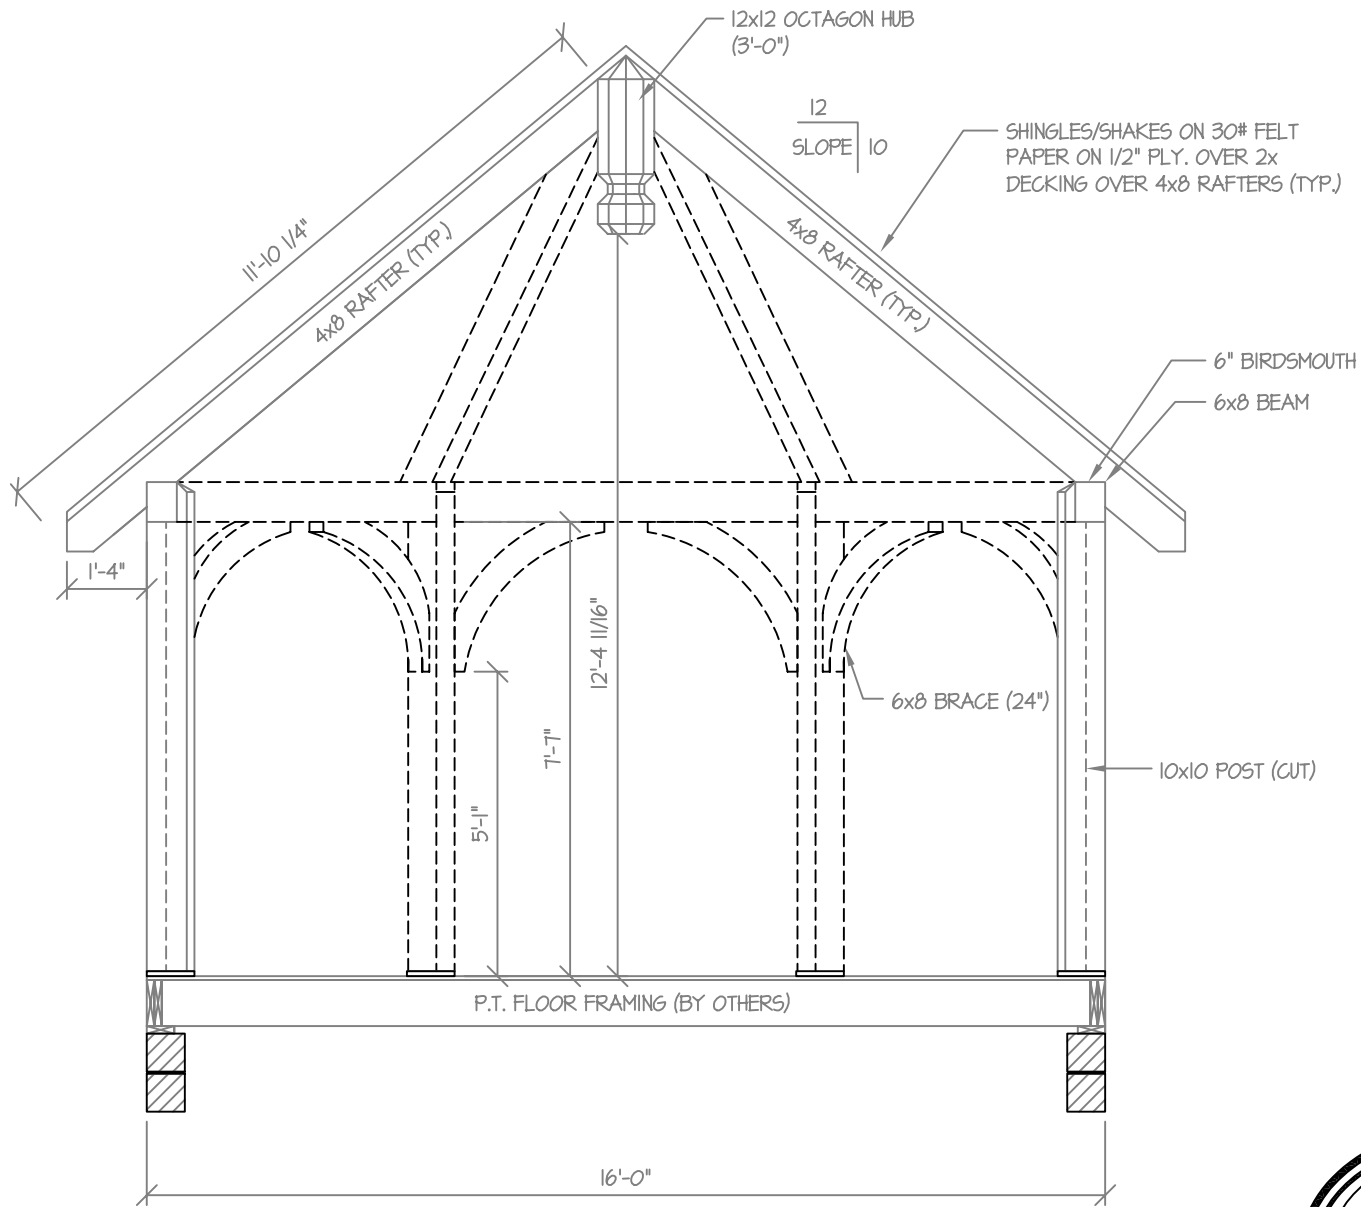 12x12 OCTAGON HUB
(3'-0")
12
SLOPE 10
SHINGLES/SHAKES ON 30# FELT
PAPER ON 1/2" PLY. OVER 2x
DECKING OVER 4x8 RAFTERS (TYP.)
11'-10 1/4"
4x8 RAFTER (TYP.)
4x8 RAFTER (TYP.)
6" BIRDSMOUTH
6x8 BEAM
1'-4"
12'-4 11/16"
6x8 BRACE (24")
7'-7"
10x10 POST (CUT)
5'-1"
P.T. FLOOR FRAMING (BY OTHERS)
16'-0"